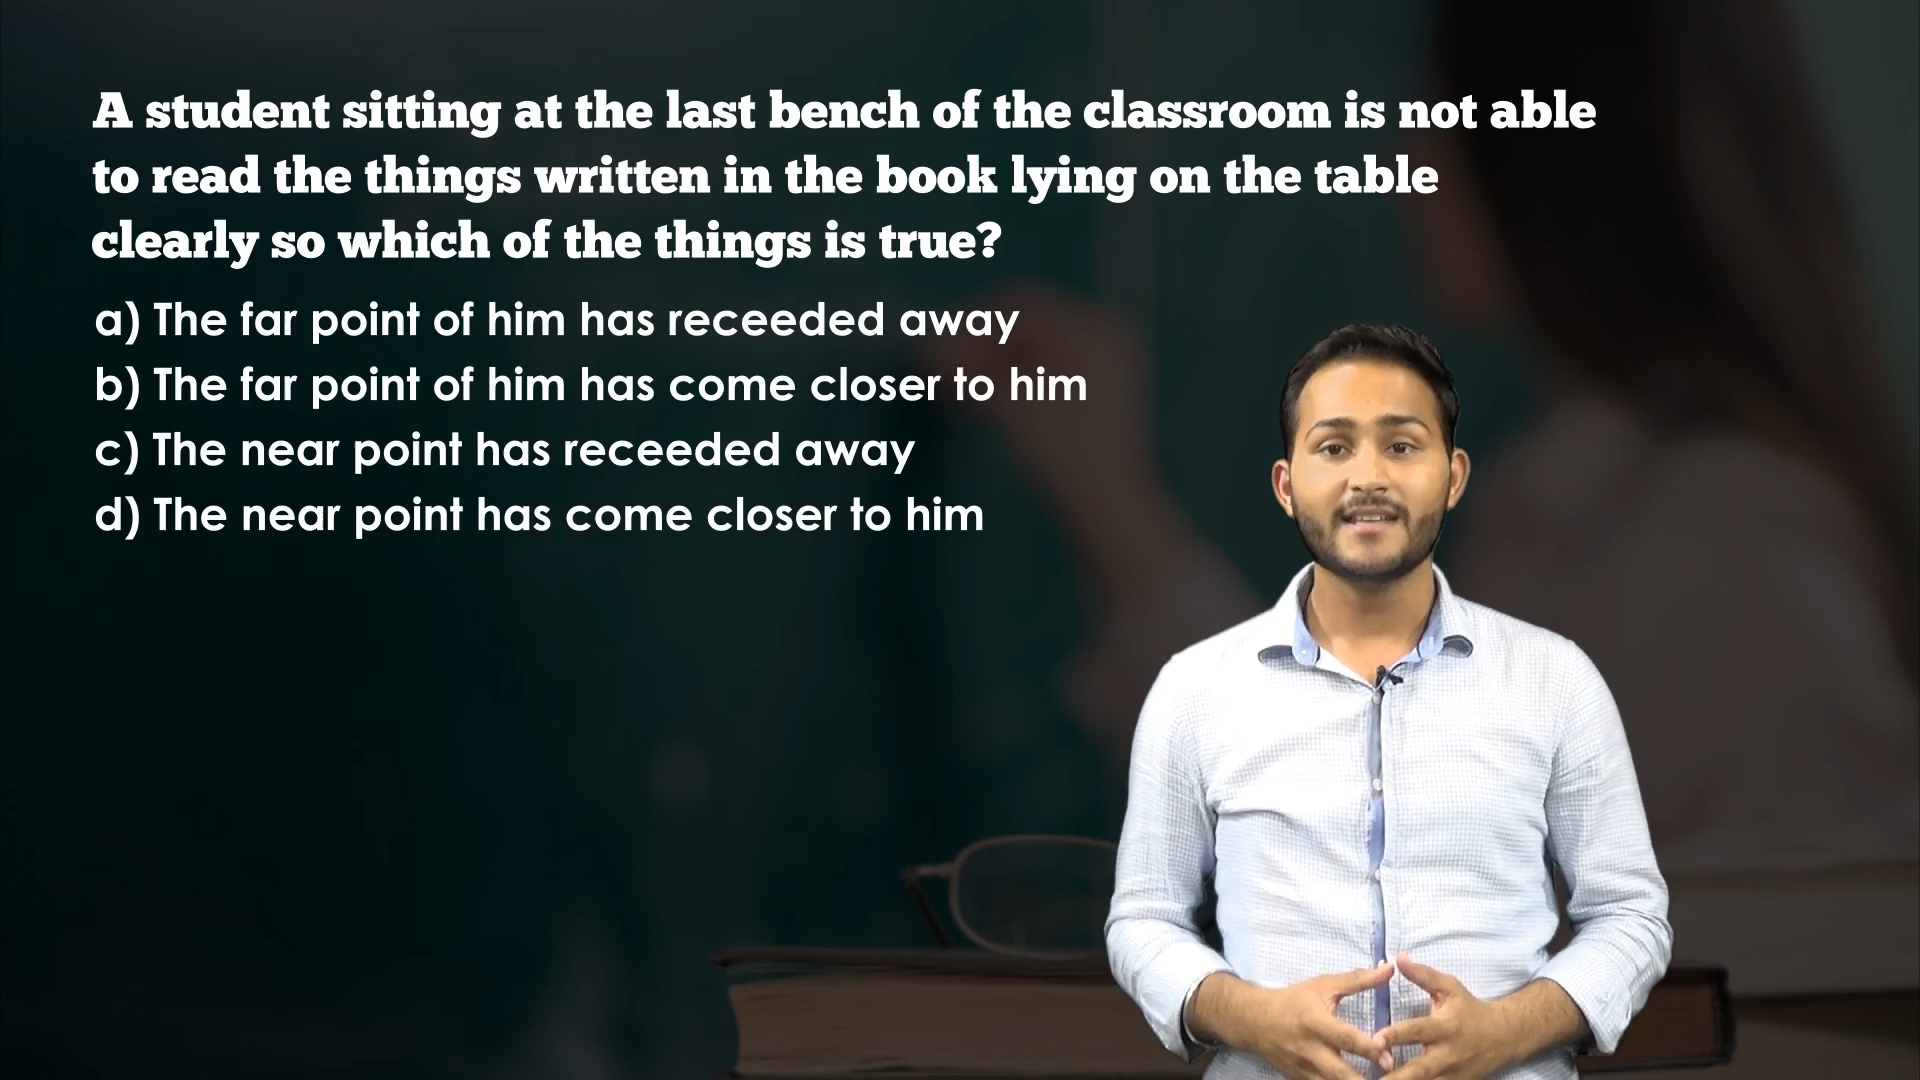 A student sitting at the last bench of the classroom is not able
to read the things written in the book lying on the table
clearly so which of the things is true?
a) The far point of him has receeded away
b) The far point of him has come closer to him
c) The near point has receeded away
d) The near point has come closer to him